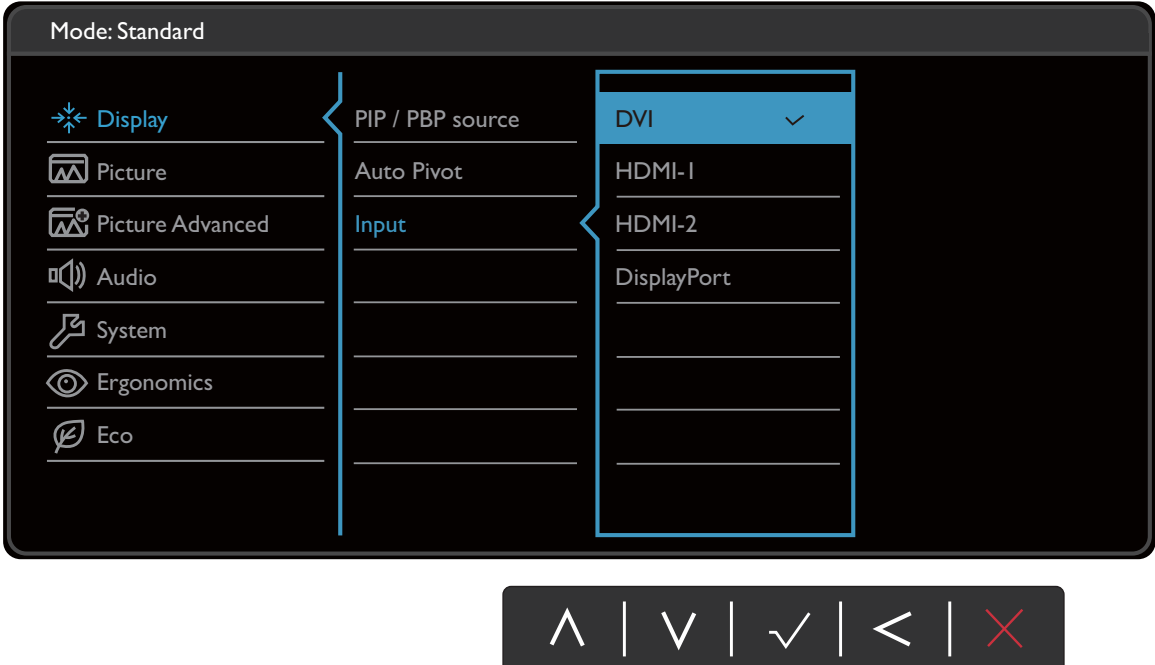 Mode: Standard
Display
Picture
Picture Advanced
Audio
System
Ergonomics
Eco
PIP / PBP source
Auto Pivot
Input
DVI
HDMI-1
HDMI-2
DisplayPort